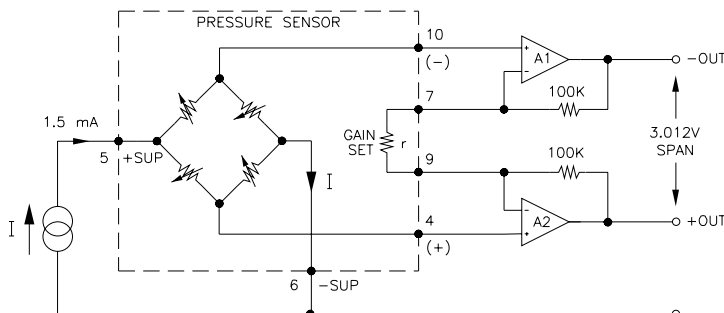 PRESSURE SENSOR
10
(-)
+
A1
-
-OUT
7
100K
1.5 mA
GAIN
SET
r
3.012V
SPAN
5
+SUP
9
100K
I
I
-
A2
+
+OUT
4
(+)
6
-SUP